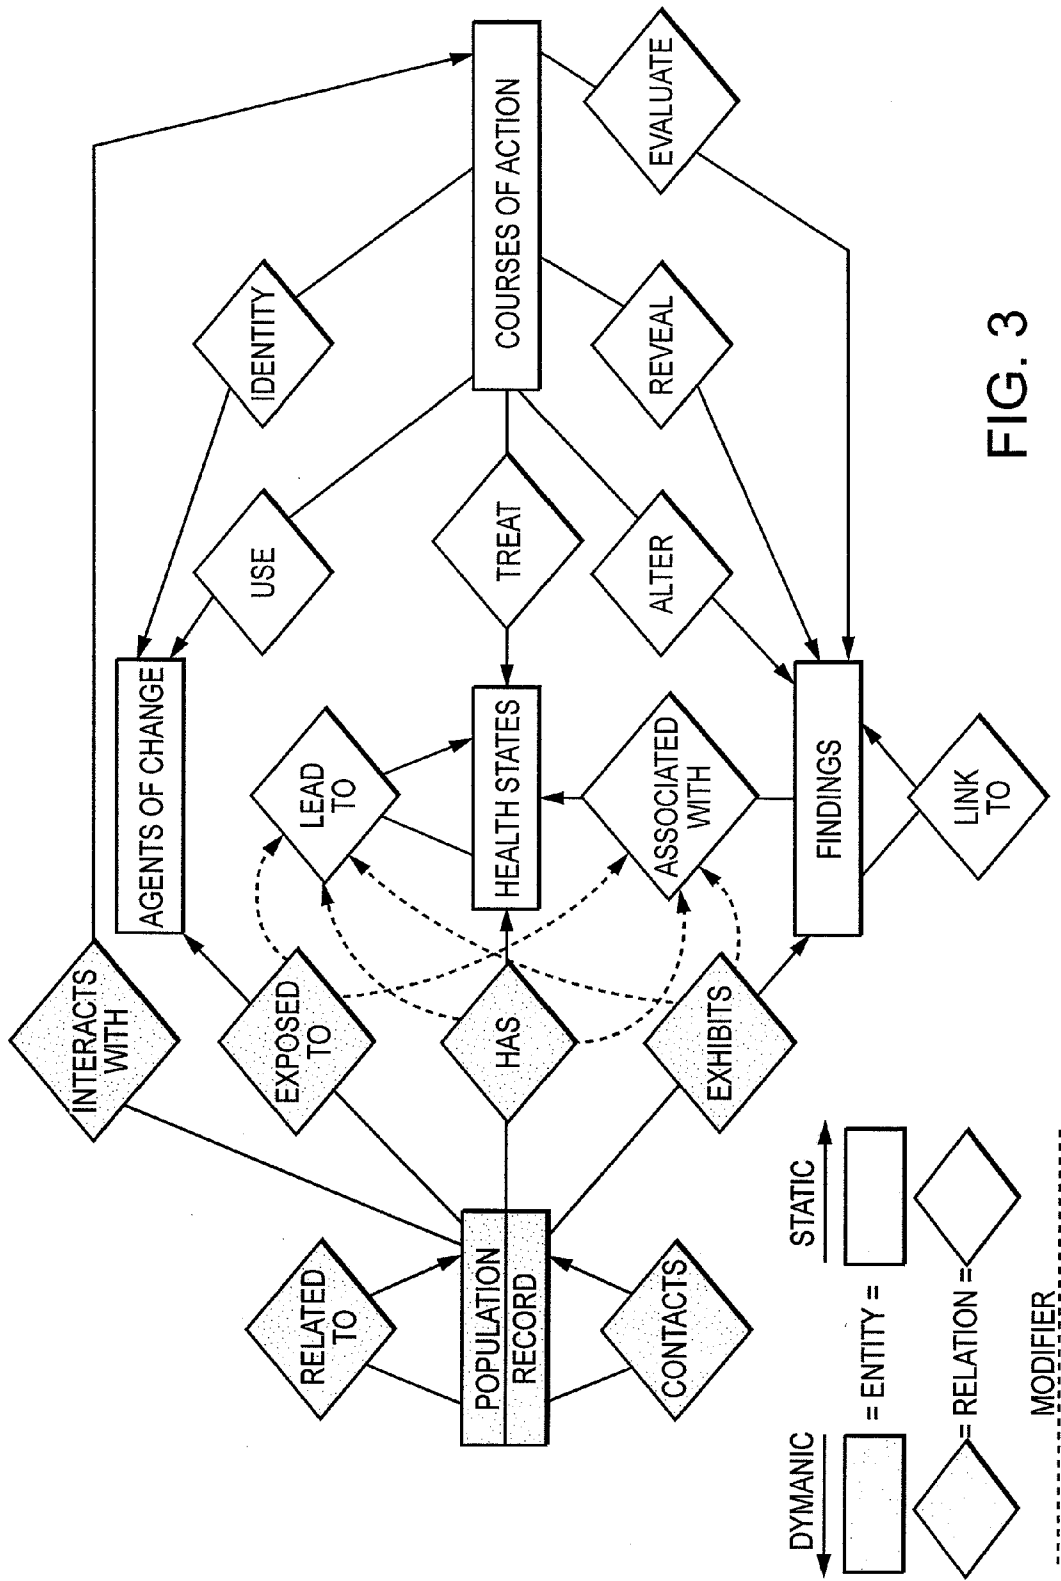 INTERACTS
WITH
RELATED
TO
EXPOSED
TO
AGENTS OF CHANGE
USE
IDENTITY
LEAD
TO
POPULATION
RECORD
HAS
HEALTH STATES
TREAT
COURSES OF ACTION
CONTACTS
EXHIBITS
ASSOCIATED
WITH
ALTER
REVEAL
EVALUATE
FINDINGS
LINK
TO
DYMANIC
STATIC
= ENTITY =
= RELATION =
MODIFIER
FIG. 3